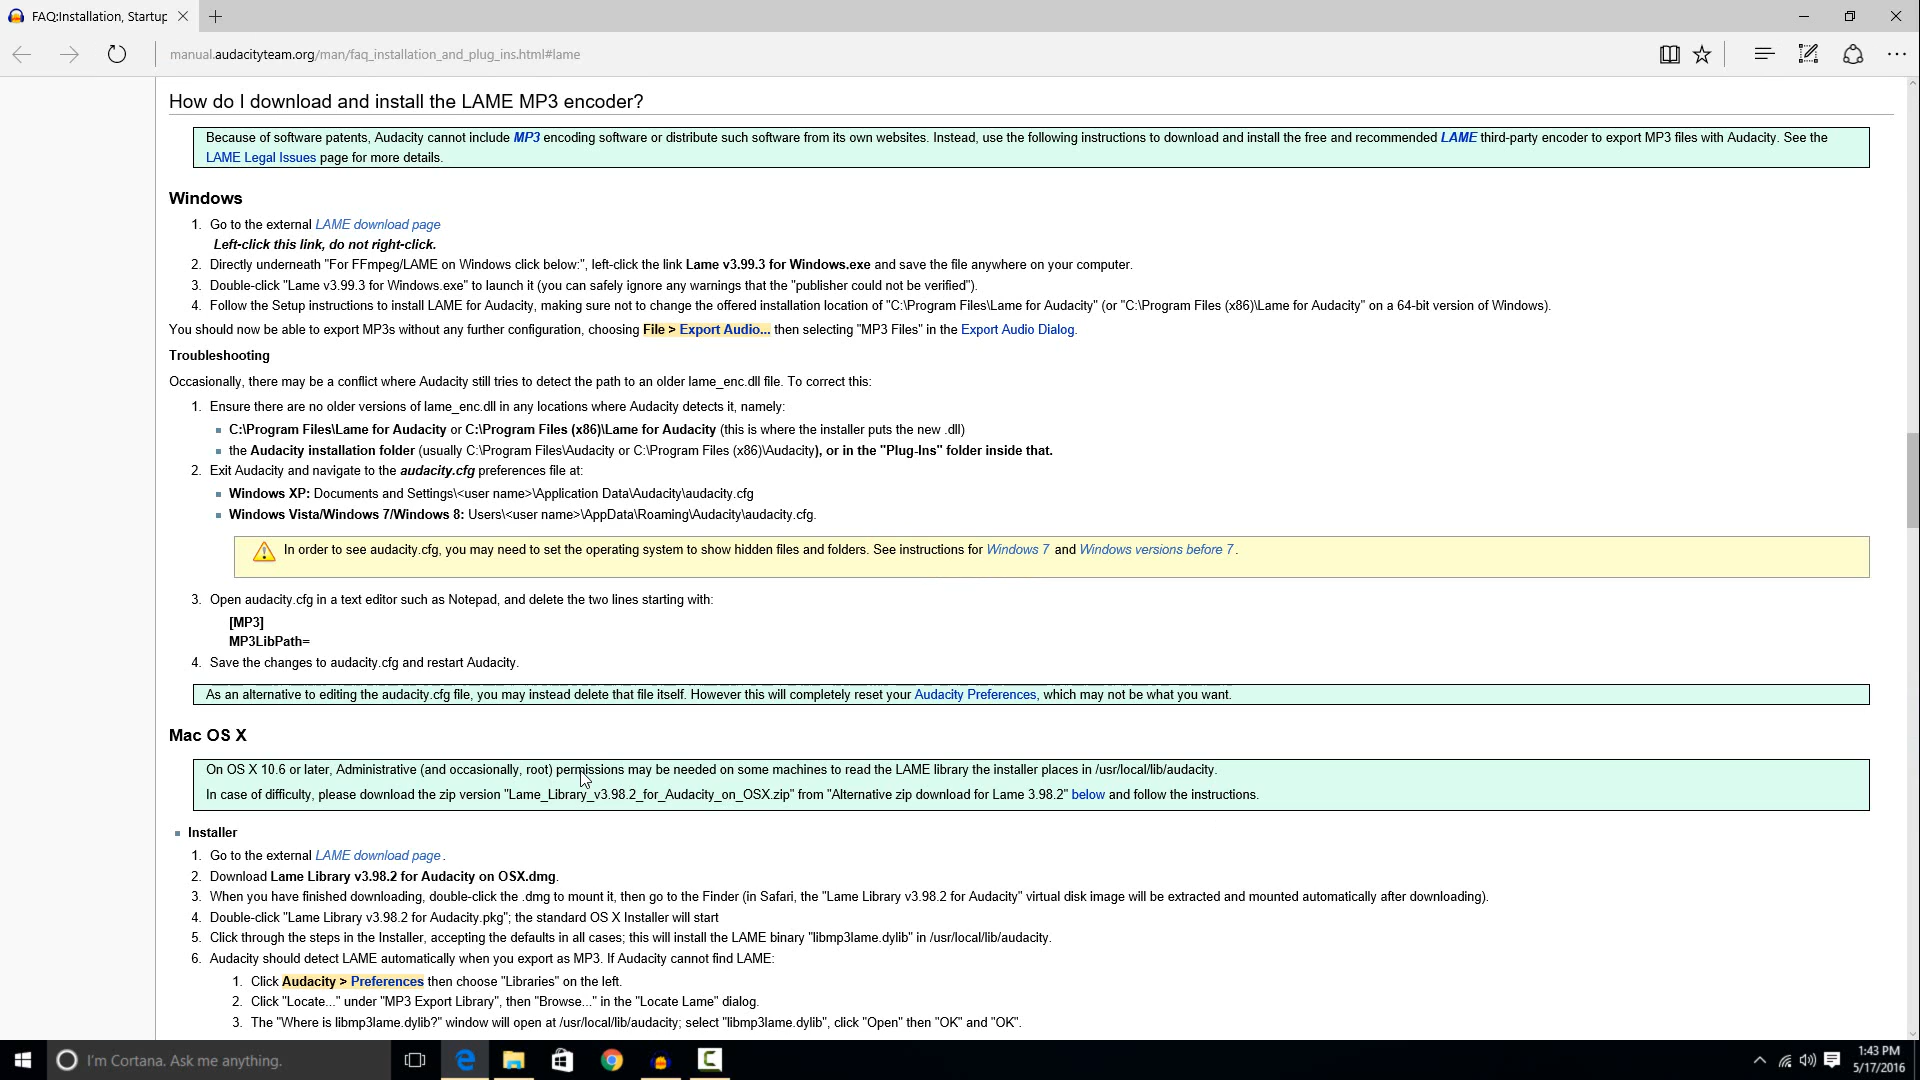 FAQ:Installation, Startup
manual.audacityteam.org/man/faq_installation_and_plug_ins.html#lame
How do I download and install the LAME MP3 encoder?
Because of software patents, Audacity cannot include MP3 encoding software or distribute such software from its own websites. Instead, use the following instructions to download and install the free and recommended LAME third-party encoder to export MP3 files with Audacity. See the
LAME Legal Issues page for more details.
Windows
1. Go to the external LAME download page
Left-click this link, do not right-click.
2. Directly underneath "For FFmpeg/LAME on Windows click below:", left-click the link Lame v3.99.3 for Windows.exe and save the file anywhere on your computer.
3. Double-click "Lame v3.99.3 for Windows.exe" to launch it (you can safely ignore any warnings that the "publisher could not be verified").
4. Follow the Setup instructions to install LAME for Audacity, making sure not to change the offered installation location of "C:\Program Files\Lame for Audacity" (or "C:\Program Files (x86)\Lame for Audacity" on a 64-bit version of Windows).
You should now be able to export MP3s without any further configuration, choosing File > Export Audio... then selecting "MP3 Files" in the Export Audio Dialog.
Troubleshooting
Occasionally, there may be a conflict where Audacity still tries to detect the path to an older lame_enc.dll file. To correct this:
1. Ensure there are no older versions of lame_enc.dll in any locations where Audacity detects it, namely:
C:\Program Files\Lame for Audacity or C:\Program Files (x86)\Lame for Audacity (this is where the installer puts the new .dll)
the Audacity installation folder (usually C:\Program Files\Audacity or C:\Program Files (x86)\Audacity), or in the "Plug-Ins" folder inside that.
2. Exit Audacity and navigate to the audacity.cfg preferences file at:
Windows XP: Documents and Settings\<user name>\Application Data\Audacity\audacity.cfg
Windows Vista/Windows 7/Windows 8: Users\<user name>\AppData\Roaming\Audacity\audacity.cfg.
In order to see audacity.cfg, you may need to set the operating system to show hidden files and folders. See instructions for Windows 7 and Windows versions before 7.
3. Open audacity.cfg in a text editor such as Notepad, and delete the two lines starting with:
[MP3]
MP3LibPath=
4. Save the changes to audacity.cfg and restart Audacity.
As an alternative to editing the audacity.cfg file, you may instead delete that file itself. However this will completely reset your Audacity Preferences, which may not be what you want.
Mac OS X
On OS X 10.6 or later, Administrative (and occasionally, root) permissions may be needed on some machines to read the LAME library the installer places in /usr/local/lib/audacity.
In case of difficulty, please download the zip version "Lame_Library_v3.98.2_for_Audacity_on_OSX.zip" from "Alternative zip download for Lame 3.98.2" below and follow the instructions.
Installer
1. Go to the external LAME download page.
2. Download Lame Library v3.98.2 for Audacity on OSX.dmg.
3. When you have finished downloading, double-click the .dmg to mount it, then go to the Finder (in Safari, the "Lame Library v3.98.2 for Audacity" virtual disk image will be extracted and mounted automatically after downloading).
4. Double-click "Lame Library v3.98.2 for Audacity.pkg"; the standard OS X Installer will start
5. Click through the steps in the Installer, accepting the defaults in all cases; this will install the LAME binary "libmp3lame.dylib" in /usr/local/lib/audacity.
6. Audacity should detect LAME automatically when you export as MP3. If Audacity cannot find LAME:
1. Click Audacity > Preferences then choose "Libraries" on the left.
2. Click "Locate..." under "MP3 Export Library", then "Browse..." in the "Locate Lame" dialog.
3. The "Where is libmp3lame.dylib?" window will open at /usr/local/lib/audacity; select "libmp3lame.dylib", click "Open" then "OK" and "OK".
I'm Cortana. Ask me anything.
1:43 PM
5/17/2016